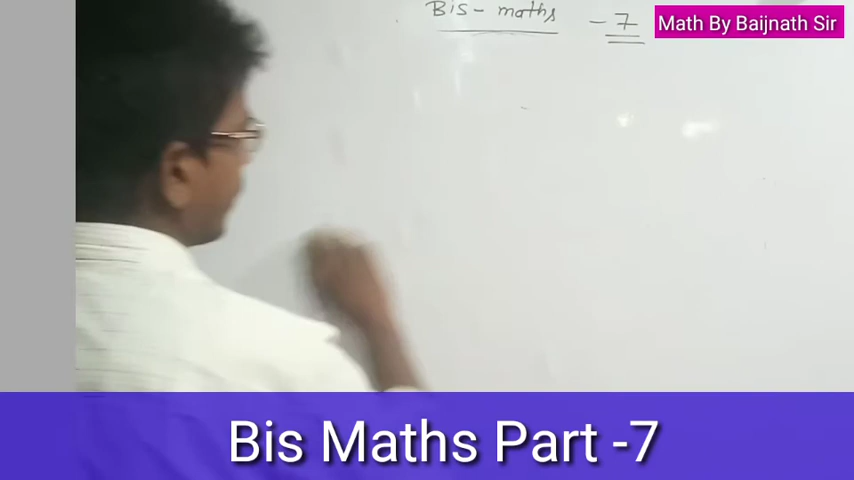 Bis - maths - 7
Math By Baijnath Sir
Bis Maths Part -7